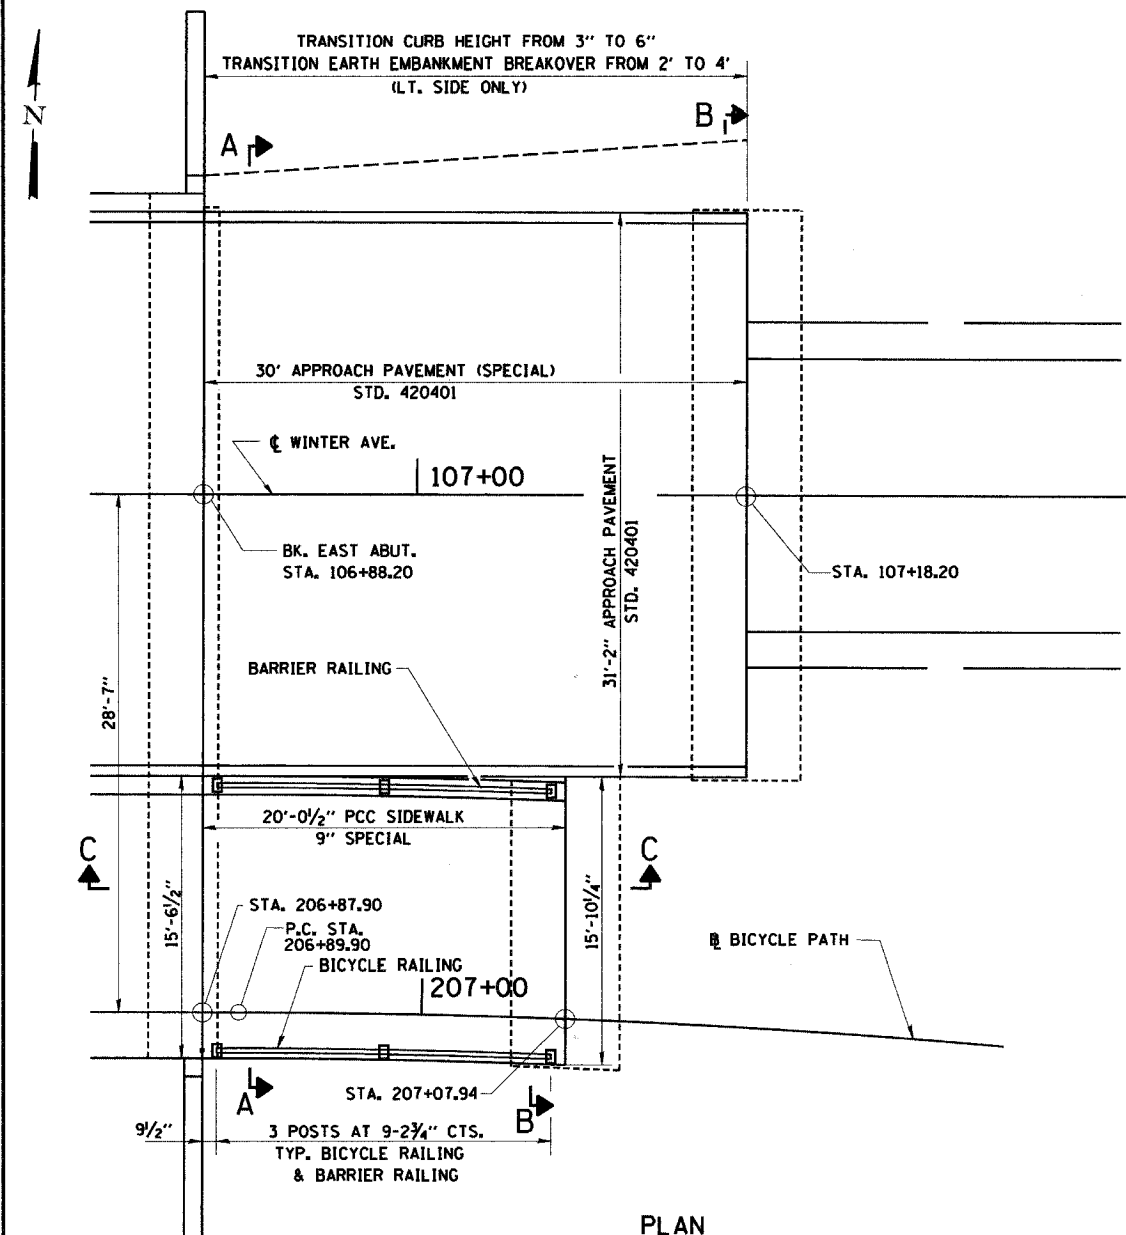 TRANSITION CURB HEIGHT FROM 3" TO 6"
TRANSITION EARTH EMBANKMENT BREAKOVER FROM 2' TO 4'
(LT. SIDE ONLY)
N
A
B
30' APPROACH PAVEMENT (SPECIAL)
STD. 420401
℄ WINTER AVE.
107+00
31'-2" APPROACH PAVEMENT
STD. 420401
BK. EAST ABUT.
STA. 106+88.20
STA. 107+18.20
BARRIER RAILING
28'-7"
20'-0½" PCC SIDEWALK
9" SPECIAL
C
C
15'-6½"
STA. 206+87.90
P.C. STA.
206+89.90
BICYCLE RAILING
207+00
15'-10¼"
BL BICYCLE PATH
A
STA. 207+07.94
B
9½"
3 POSTS AT 9-2¾" CTS.
TYP. BICYCLE RAILING
& BARRIER RAILING
PLAN